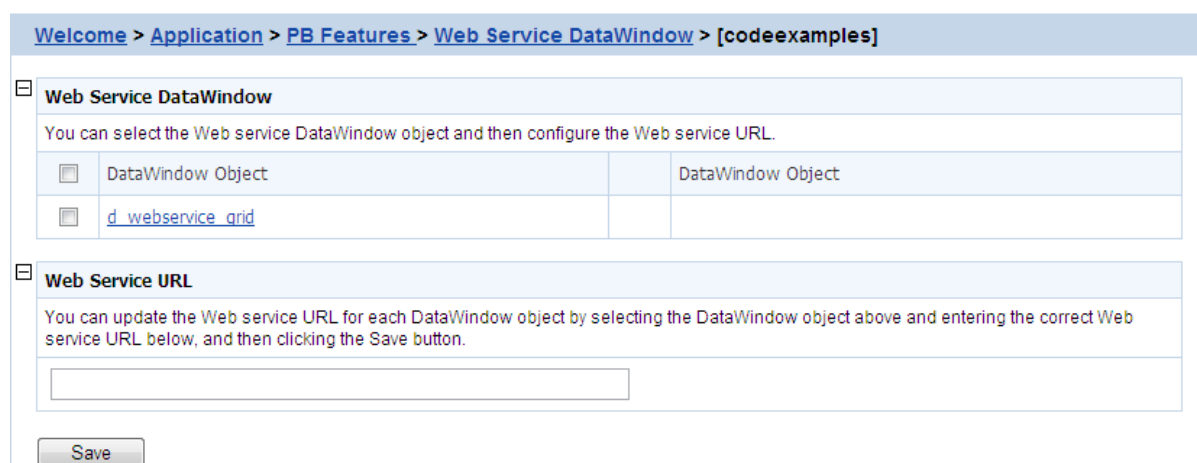 Welcome > Application > PB Features > Web Service DataWindow > [codeexamples]
Web Service DataWindow
You can select the Web service DataWindow object and then configure the Web service URL.
DataWindow Object DataWindow Object
d_webservice_grid
Web Service URL
You can update the Web service URL for each DataWindow object by selecting the DataWindow object above and entering the correct Web
service URL below, and then clicking the Save button.
Save